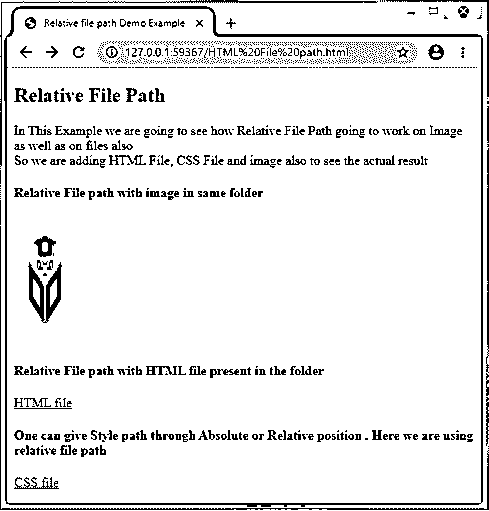 Relative file path Demo Example
127.0.0.1:59367/HTML%20File%20path.html
Relative File Path
In This Example we are going to see how Relative File Path going to work on Image
as well as on files also
So we are adding HTML File, CSS File and image also to see the actual result
Relative File path with image in same folder
Relative File path with HTML file present in the folder
HTML file
One can give Style path through Absolute or Relative position . Here we are using
relative file path
CSS file